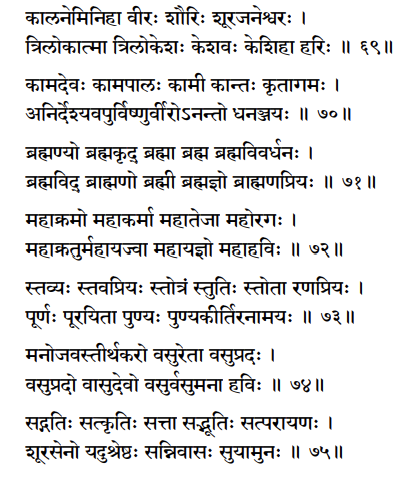 कालनेमिनिहा वीरः शौरिः शूरजनेश्वरः ।
त्रिलोकात्मा त्रिलोकेशः केशवः केशिहा हरिः ॥ ६९॥
कामदेवः कामपालः कामी कान्तः कृतागमः ।
अनिर्देश्यवपुर्विष्णुर्वीरोऽनन्तो धनञ्जयः ॥ ७०॥
ब्रह्मण्यो ब्रह्मकृद् ब्रह्मा ब्रह्म ब्रह्मविवर्धनः ।
ब्रह्मविद् ब्राह्मणो ब्रह्मी ब्रह्मज्ञो ब्राह्मणप्रियः ॥ ७१॥
महाक्रमो महाकर्मा महातेजा महोरगः ।
महाक्रतुर्महायज्वा महायज्ञो महाहविः ॥ ७२॥
स्तव्यः स्तवप्रियः स्तोत्रं स्तुतिः स्तोता रणप्रियः ।
पूर्णः पूरयिता पुण्यः पुण्यकीर्तिरनामयः ॥ ७३॥
मनोजवस्तीर्थकरो वसुरेता वसुप्रदः ।
वसुप्रदो वासुदेवो वसुर्वसुमना हविः ॥ ७४॥
सद्गतिः सत्कृतिः सत्ता सद्भूतिः सत्परायणः ।
शूरसेनो यदुश्रेष्ठः सन्निवासः सुयामुनः ॥ ७५॥